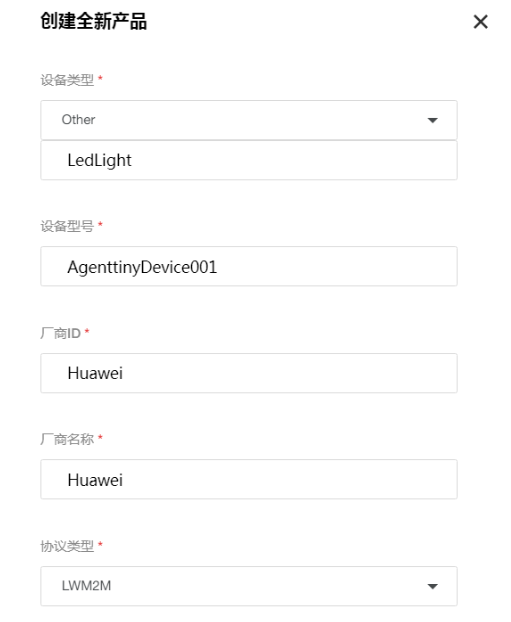 创建全新产品
设备类型 *
Other
LedLight
设备型号 *
AgenttinyDevice001
厂商ID *
Huawei
厂商名称 *
Huawei
协议类型 *
LWM2M